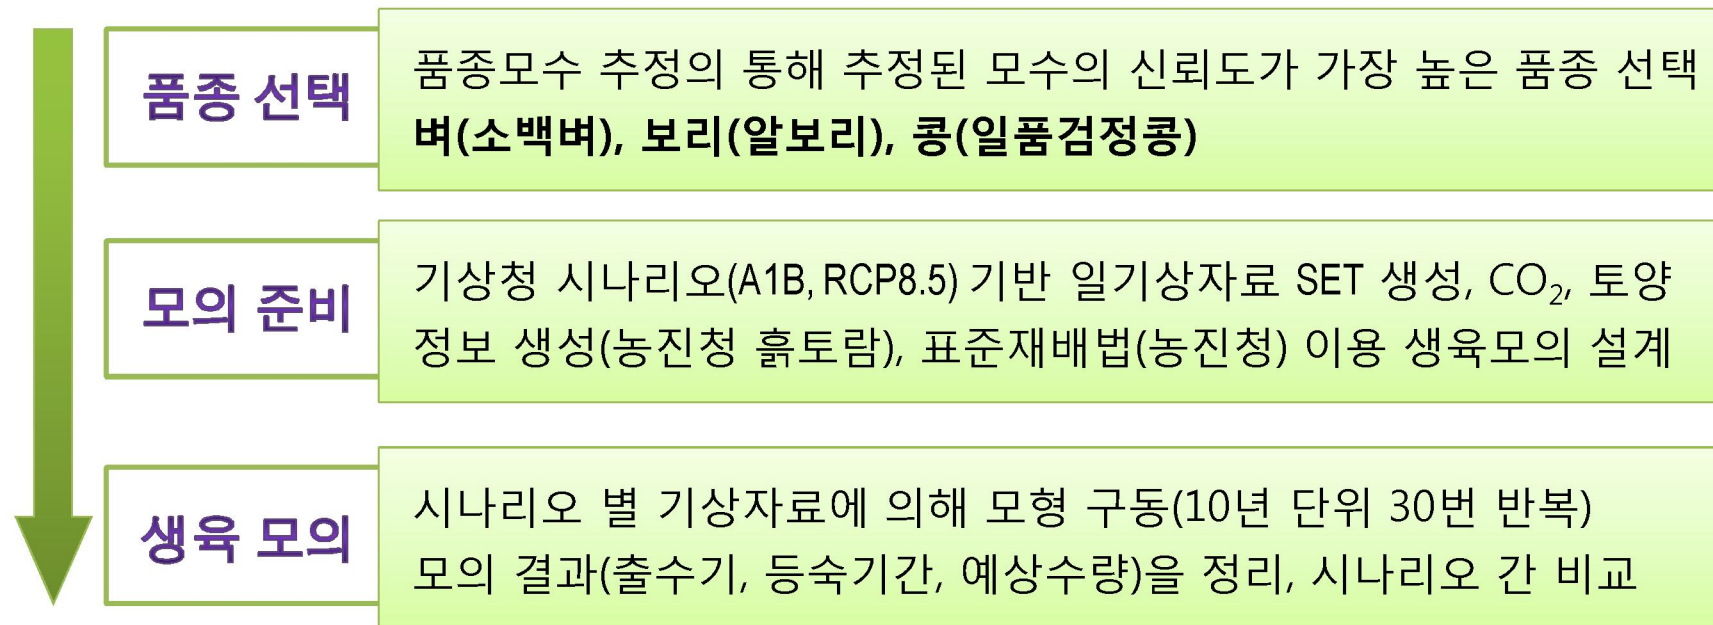 품종 선택
품종모수 추정의 통해 추정된 모수의 신뢰도가 가장 높은 품종 선택
벼(소백벼), 보리(알보리), 콩(일품검정콩)
모의 준비
기상청 시나리오(A1B, RCP8.5) 기반 일기상자료 SET 생성, CO₂, 토양
정보 생성(농진청 흙토람), 표준재배법(농진청) 이용 생육모의 설계
생육 모의
시나리오 별 기상자료에 의해 모형 구동(10년 단위 30번 반복)
모의 결과(출수기, 등숙기간, 예상수량)을 정리, 시나리오 간 비교